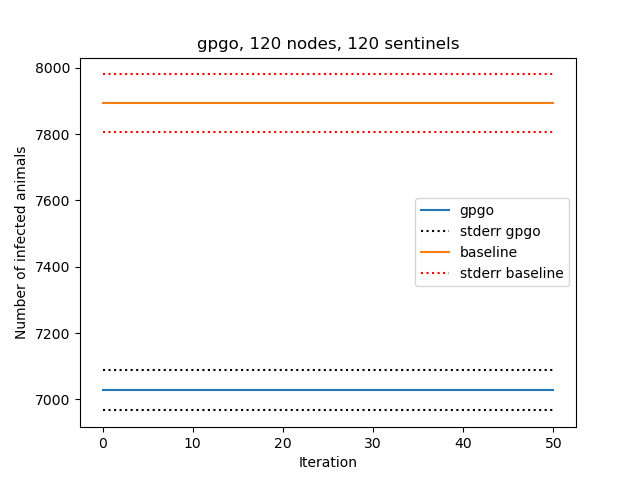 gpgo, 120 nodes, 120 sentinels
8000
7800
7600
7400
7200
7000
Number of infected animals
gpgo
stderr gpgo
baseline
stderr baseline
0 10 20 30 40 50
Iteration